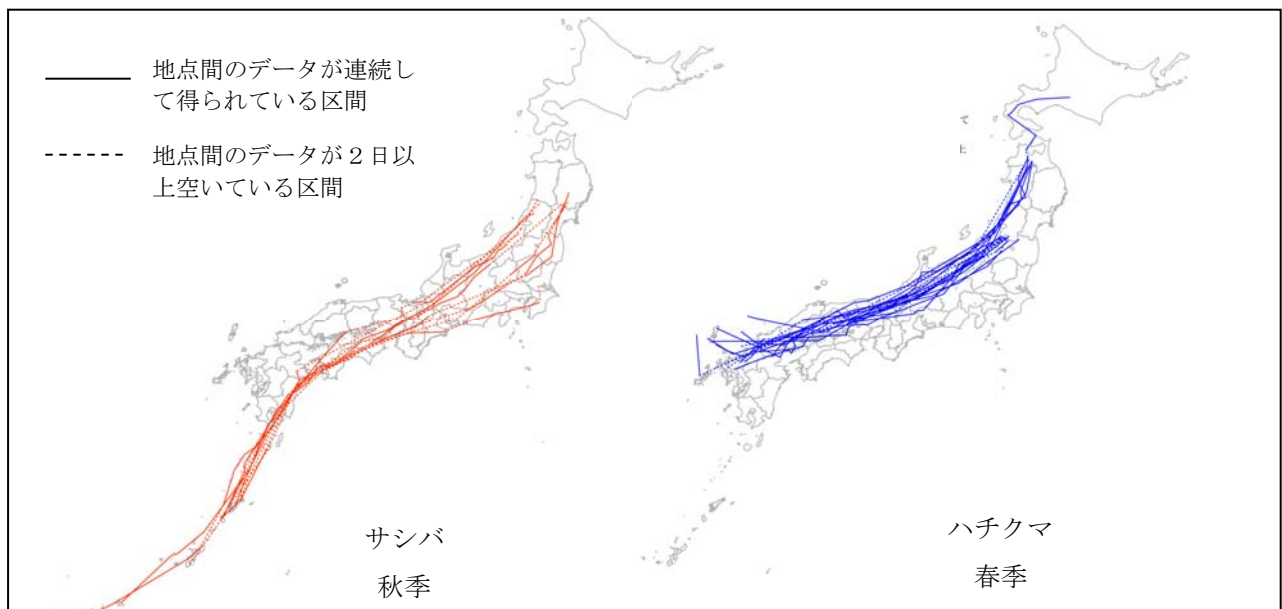 地点間のデータが連続し
て得られている区間
地点間のデータが２日以
上空いている区間
て
上
サシバ
秋季
ハチクマ
春季